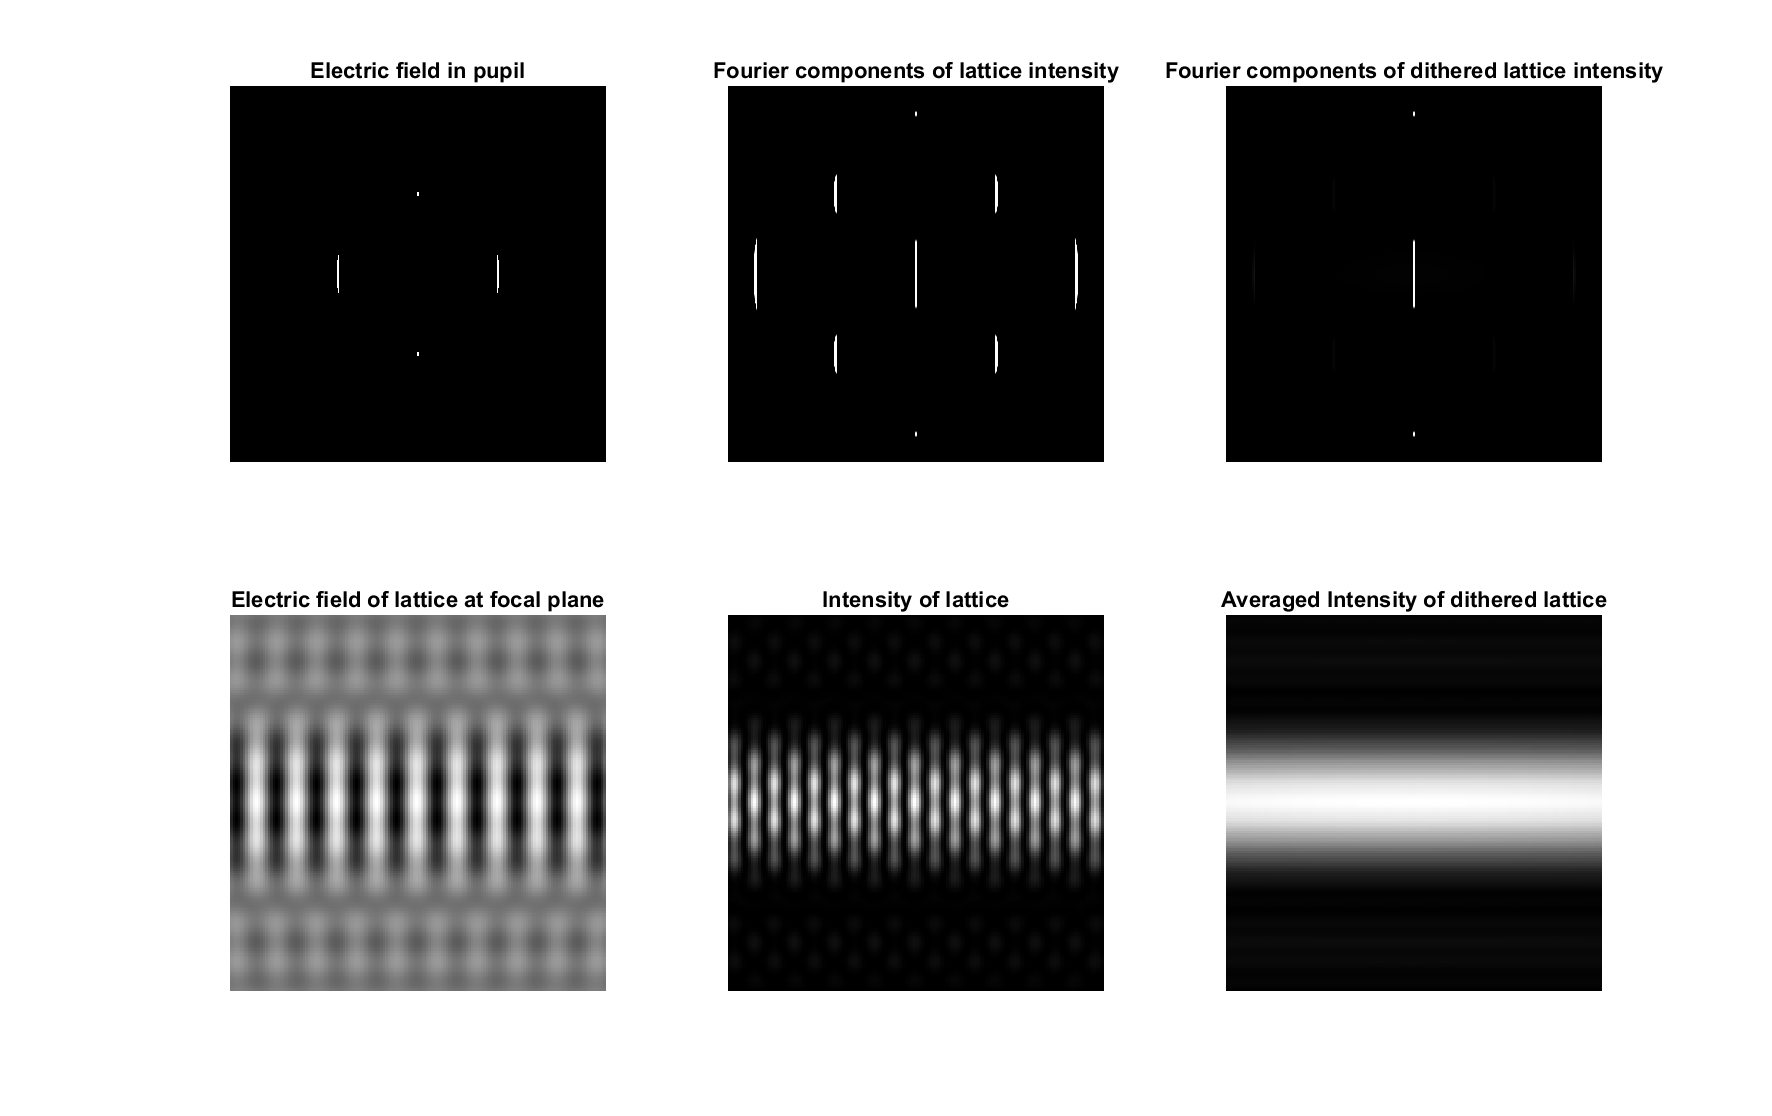 Electric field in pupil
Fourier components of lattice intensity
Fourier components of dithered lattice intensity
Electric field of lattice at focal plane
Intensity of lattice
Averaged Intensity of dithered lattice